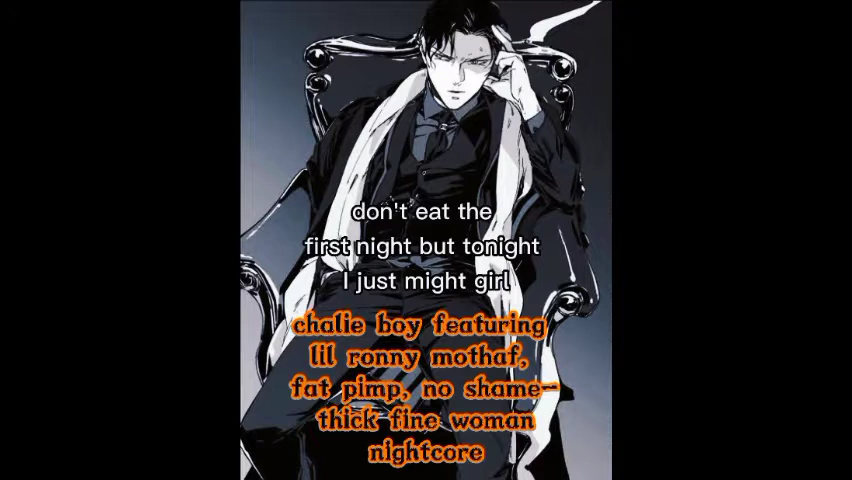 don't eat the
first night but tonight
I just might girl
chalie boy featuring
lil ronny mothaf,
fat pimp, no shame-
thick fine woman
nightcore